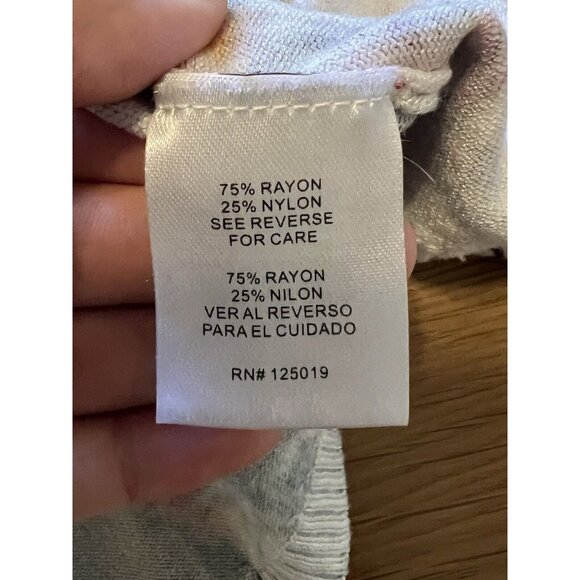 75% RAYON
25% NYLON
SEE REVERSE
FOR CARE
75% RAYON
25% NILON
VER AL REVERSO
PARA EL CUIDADO
RN# 125019